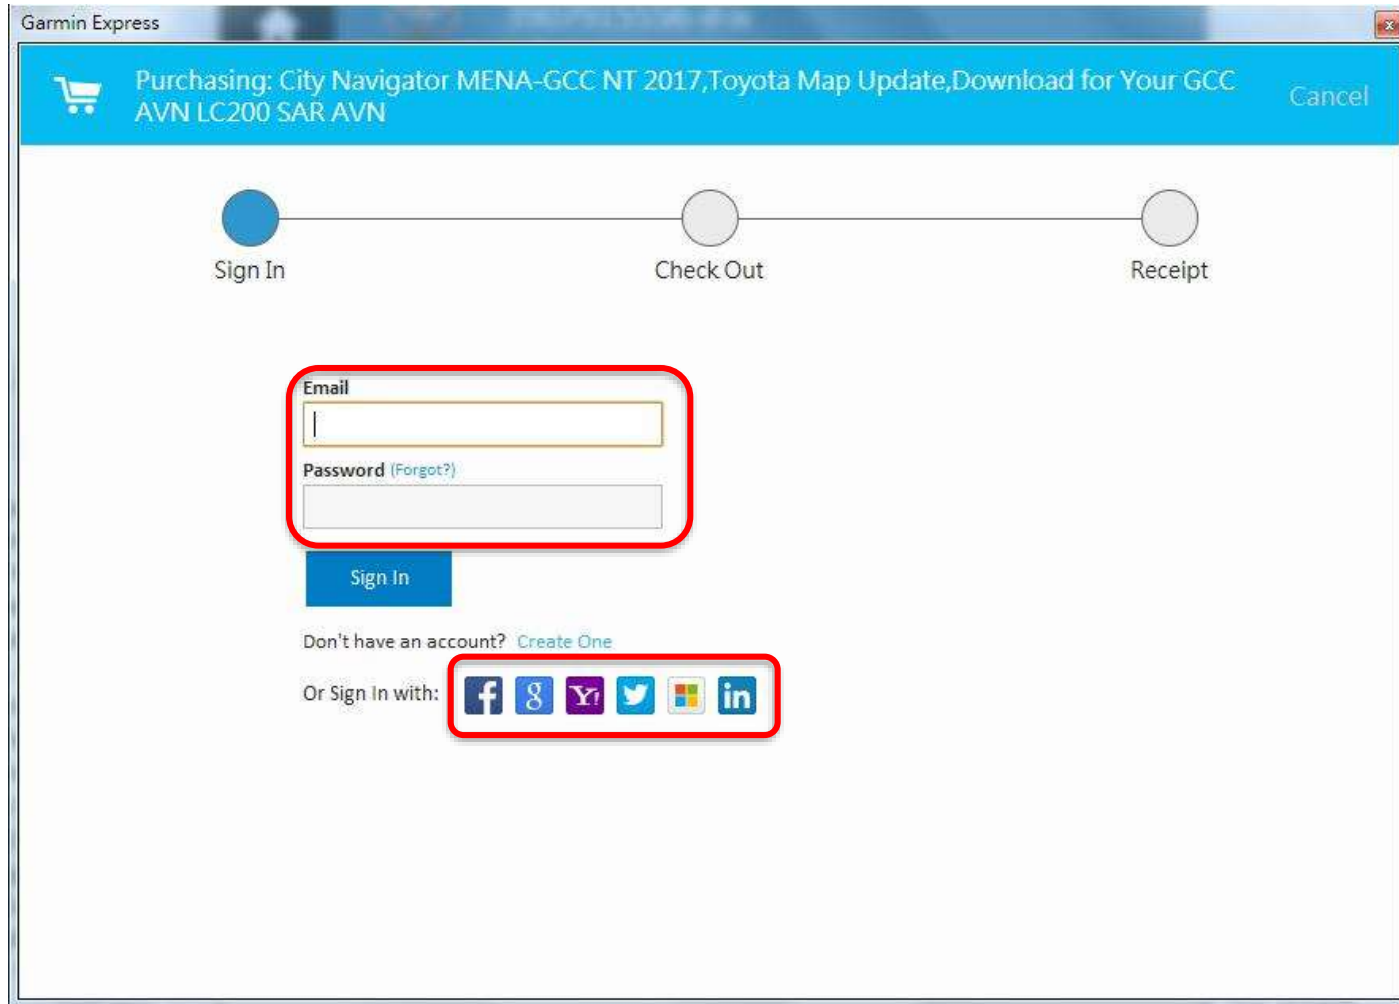 Garmin Express
Purchasing: City Navigator MENA-GCC NT 2017,Toyota Map Update,Download for Your GCC
AVN LC200 SAR AVN
Cancel
Sign In
Check Out
Receipt
Email
Password (Forgot?)
Sign In
Don't have an account? Create One
Or Sign In with: